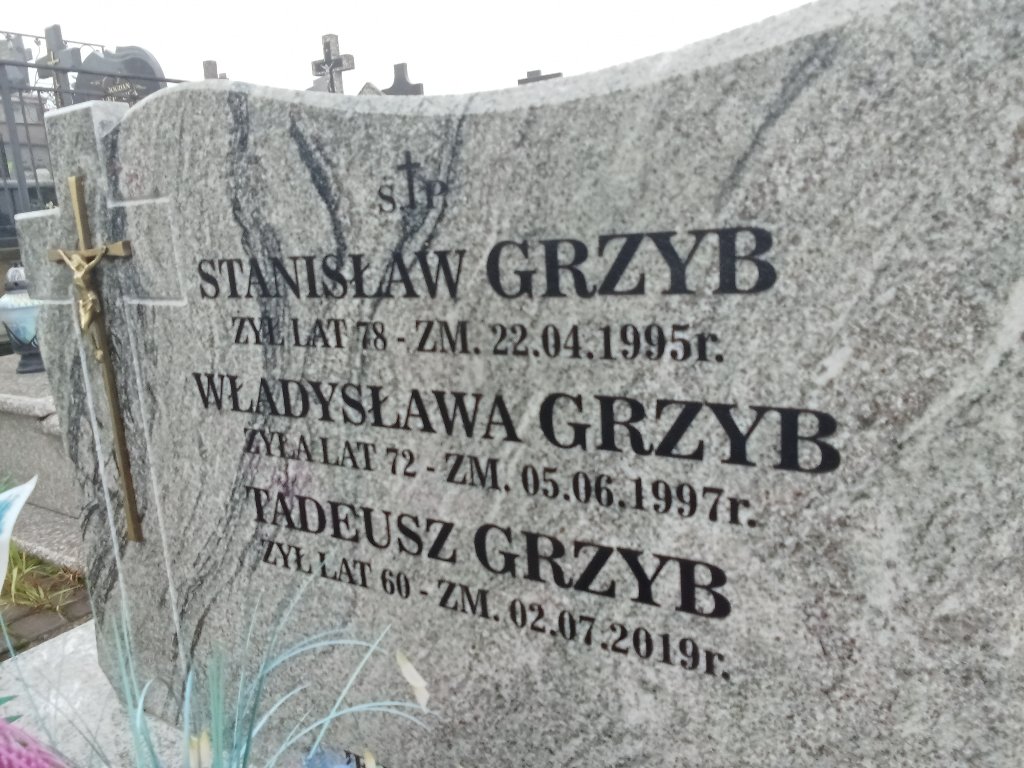 BOGDAN
Ś†P
STANISŁAW GRZYB
ŻYŁ LAT 78 - ZM. 22.04.1995r.
WŁADYSŁAWA GRZYB
ŻYŁA LAT 72 - ZM. 05.06.1997r.
TADEUSZ GRZYB
ŻYŁ LAT 60 - ZM. 02.07.2019r.